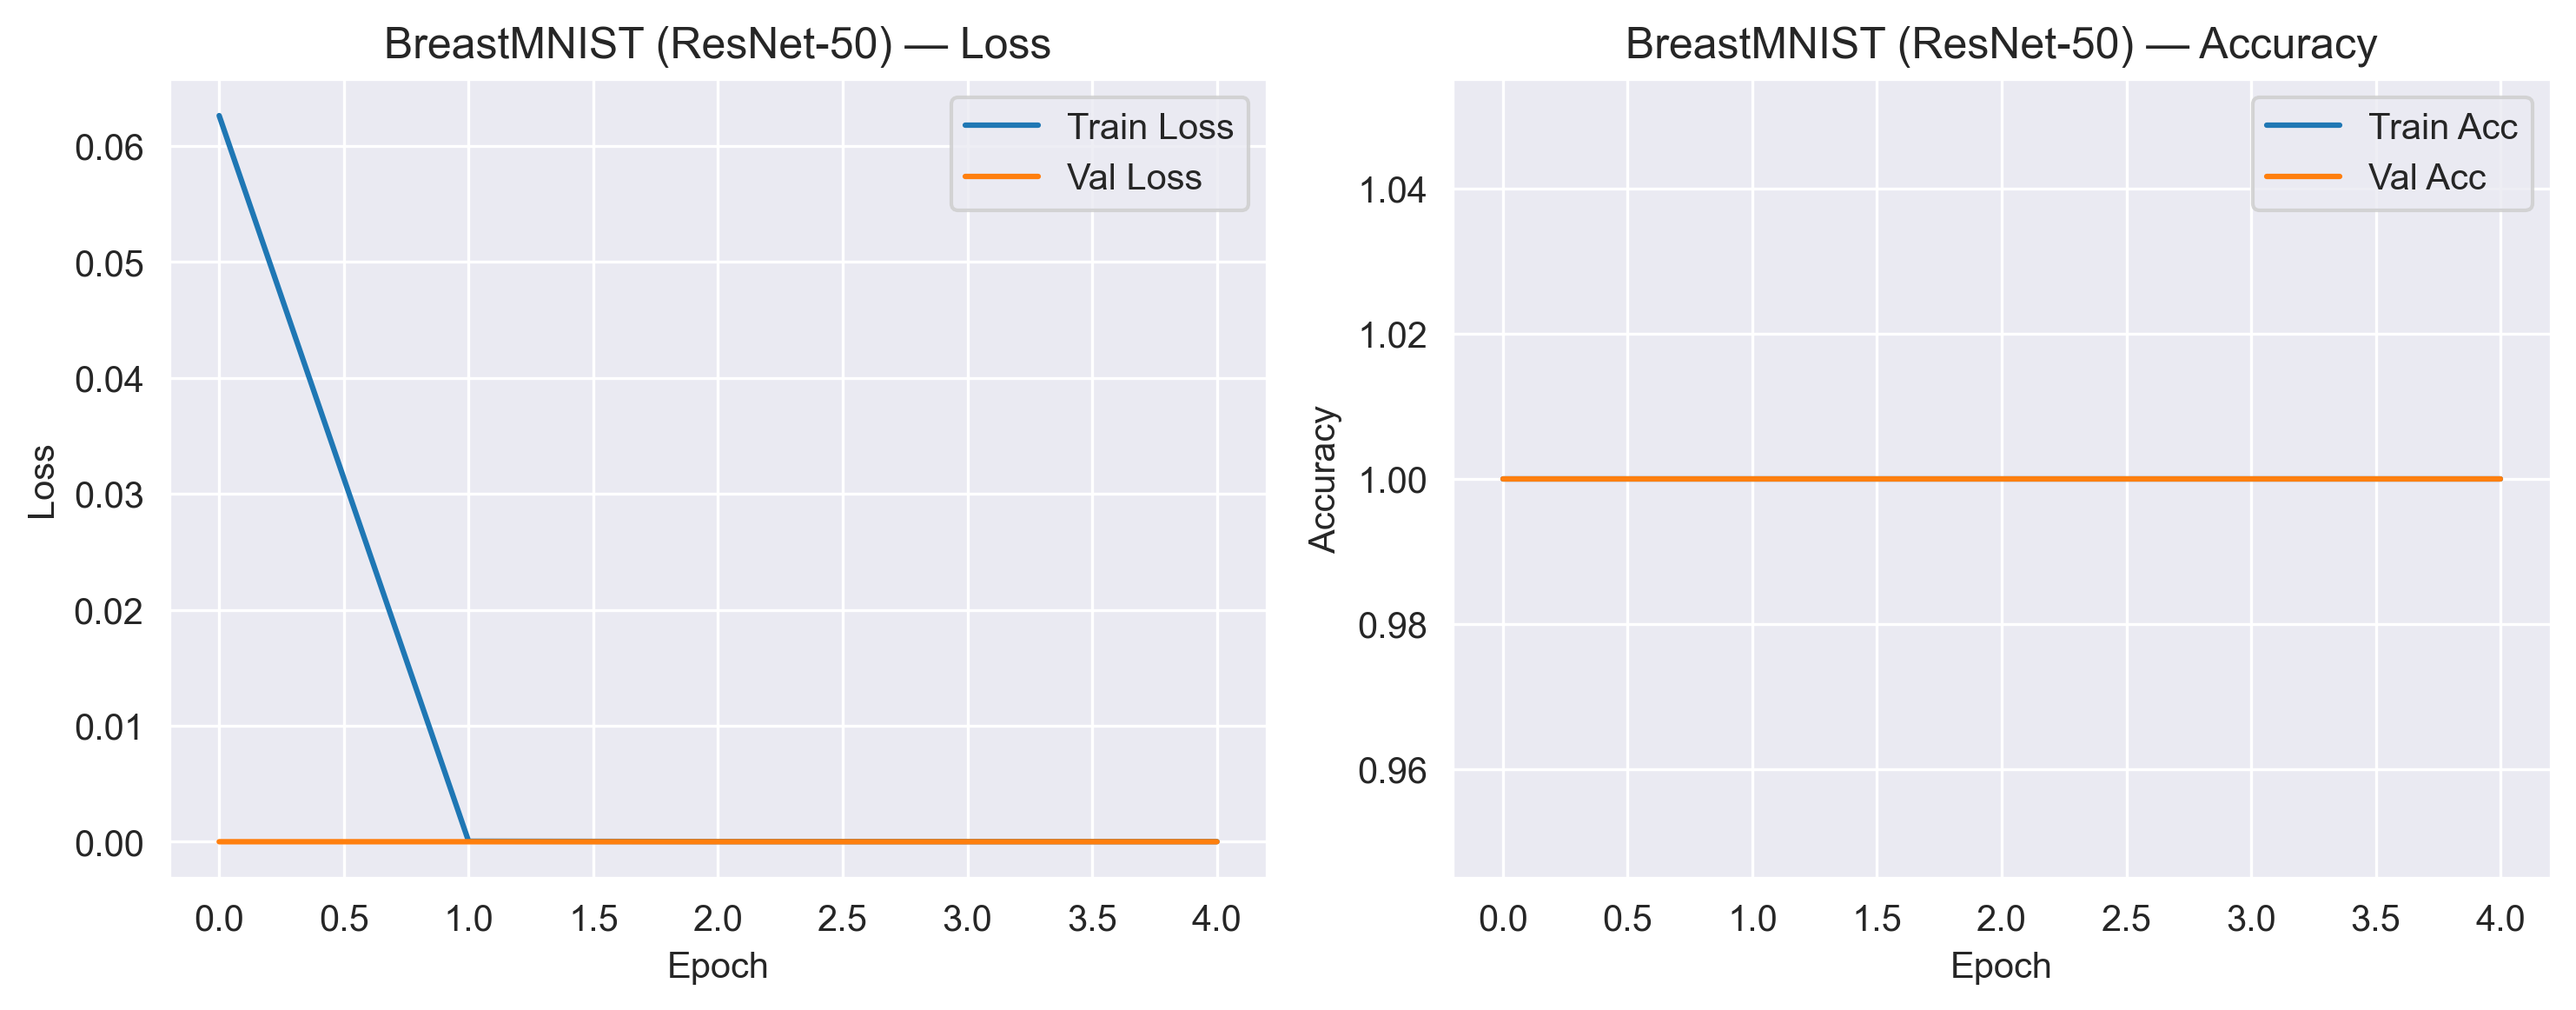 BreastMNIST (ResNet-50) — Loss
Train Loss
Val Loss
0.06
0.05
0.04
0.03
0.02
0.01
0.00
Loss
0.0 0.5 1.0 1.5 2.0 2.5 3.0 3.5 4.0
Epoch
BreastMNIST (ResNet-50) — Accuracy
Train Acc
Val Acc
1.04
1.02
1.00
0.98
0.96
Accuracy
0.0 0.5 1.0 1.5 2.0 2.5 3.0 3.5 4.0
Epoch